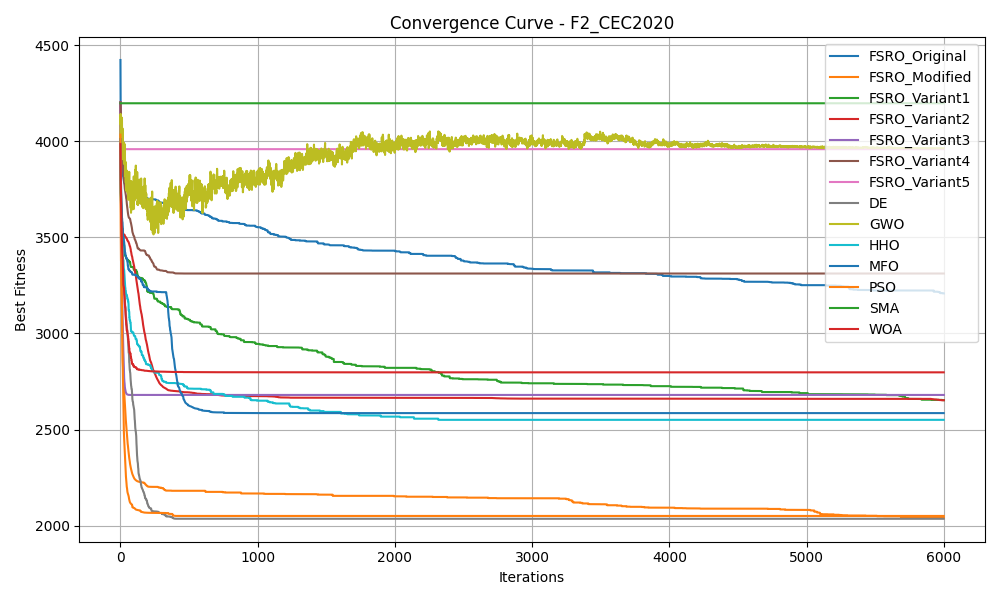 Convergence Curve - F2_CEC2020
Best Fitness
4500
4000
3500
3000
2500
2000
0
1000
2000
3000
4000
5000
6000
Iterations
FSRO_Original
FSRO_Modified
FSRO_Variant1
FSRO_Variant2
FSRO_Variant3
FSRO_Variant4
FSRO_Variant5
DE
GWO
HHO
MFO
PSO
SMA
WOA